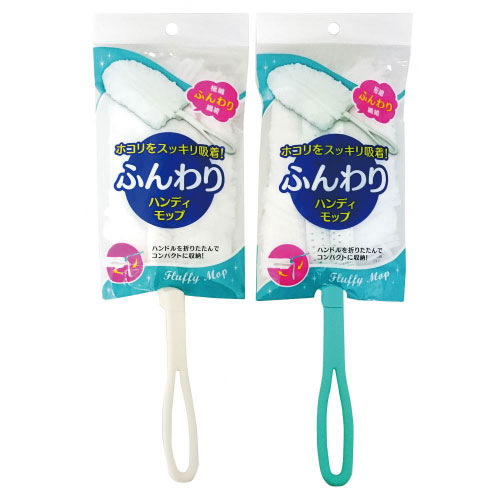 繊細
ふんわり
繊維
ホコリをスッキリ吸着!
ふんわり
ハンディ
モップ
ハンドルを折りたたんで
コンパクトに収納!
Fluffy Mop
ふんわり
繊維
ホコリをスッキリ吸着!
ふんわり
ハンディ
モップ
ハンドルを折りたたんで
コンパクトに収納!
Fluffy Mop